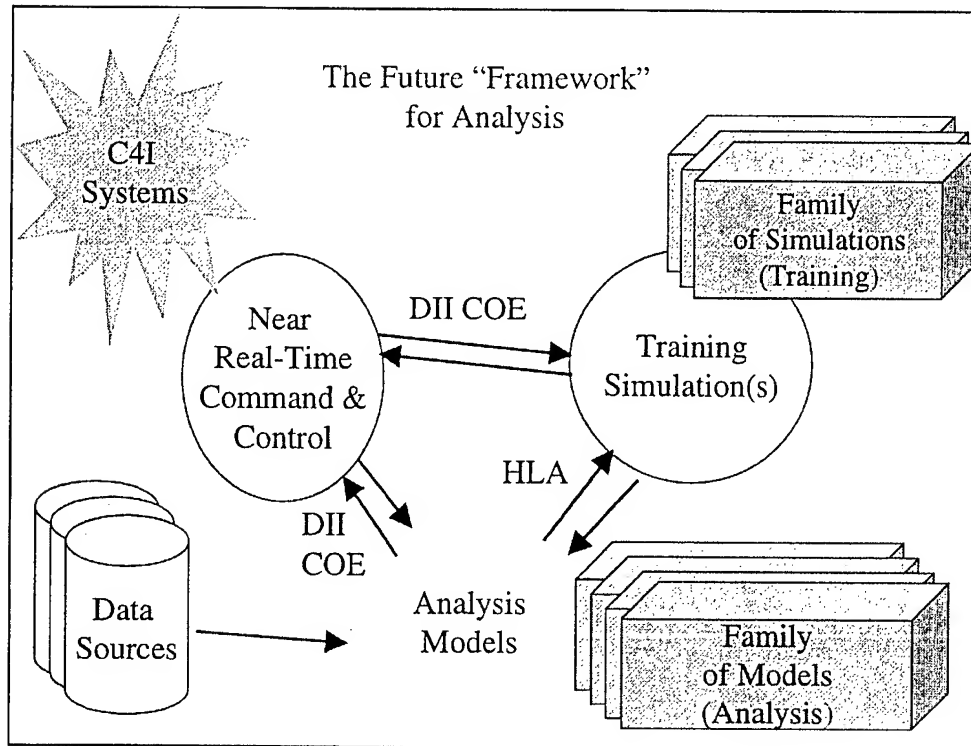 The Future “Framework”
for Analysis
C4I
Systems
Family
of Simulations
(Training)
DII COE
Near
Real-Time
Command &
Control
Training
Simulation(s)
HLA
DII
COE
Data
Sources
Analysis
Models
Family
of Models
(Analysis)